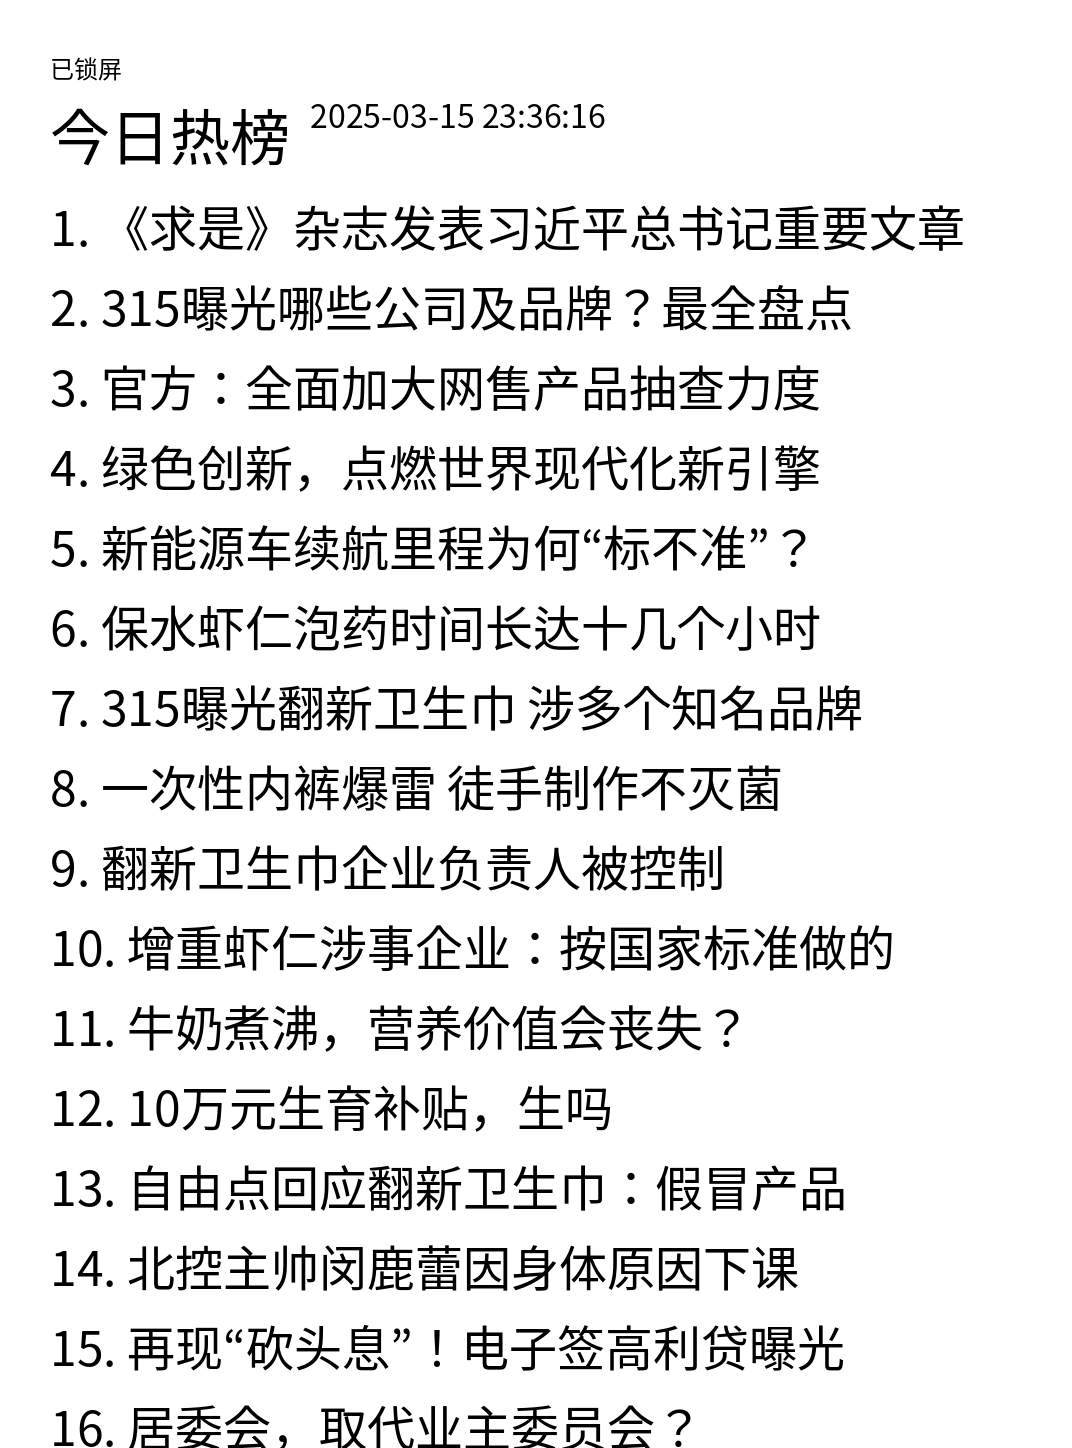 已锁屏
今日热榜 2025-03-15 23:36:16
1. 《求是》杂志发表习近平总书记重要文章
2. 315曝光哪些公司及品牌？最全盘点
3. 官方：全面加大网售产品抽查力度
4. 绿色创新，点燃世界现代化新引擎
5. 新能源车续航里程为何“标不准”？
6. 保水虾仁泡药时间长达十几个小时
7. 315曝光翻新卫生巾 涉多个知名品牌
8. 一次性内裤爆雷 徒手制作不灭菌
9. 翻新卫生巾企业负责人被控制
10. 增重虾仁涉事企业：按国家标准做的
11. 牛奶煮沸，营养价值会丧失？
12. 10万元生育补贴，生吗
13. 自由点回应翻新卫生巾：假冒产品
14. 北控主帅闵鹿蕾因身体原因下课
15. 再现“砍头息”！电子签高利贷曝光
16. 居委会，取代业主委员会？